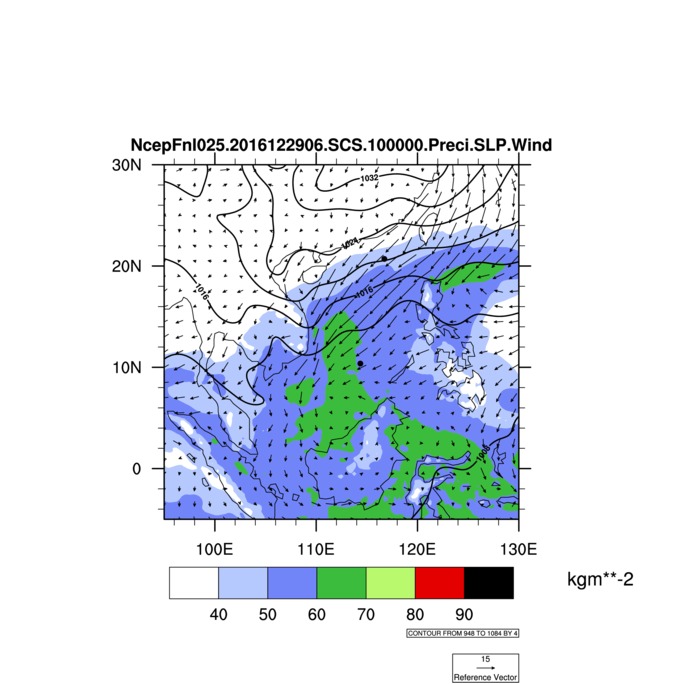 NcepFnl025.2016122906.SCS.100000.Preci.SLP.Wind
30N
1032
1024
20N
1016
1016
10N
1008
0
100E 110E 120E 130E
kgm**-2
40 50 60 70 80 90
CONTOUR FROM 948 TO 1084 BY 4
15
Reference Vector